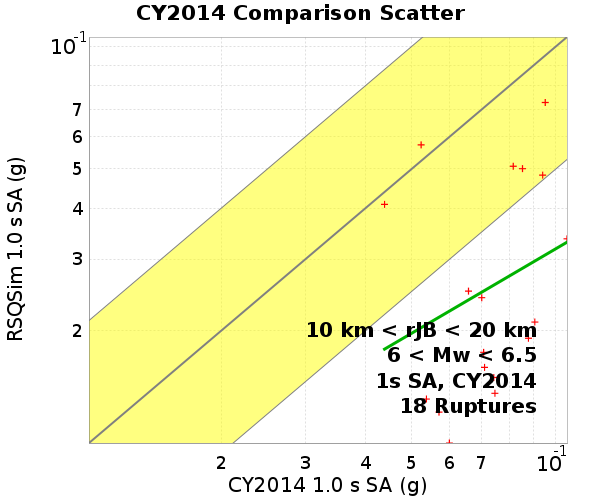 CY2014 Comparison Scatter
10-1
7
6
5
4
3
2
RSQSim 1.0 s SA (g)
10 km < rJB < 20 km
6 < Mw < 6.5
1s SA, CY2014
18 Ruptures
2 3 4 5 6 7 10-1
CY2014 1.0 s SA (g)